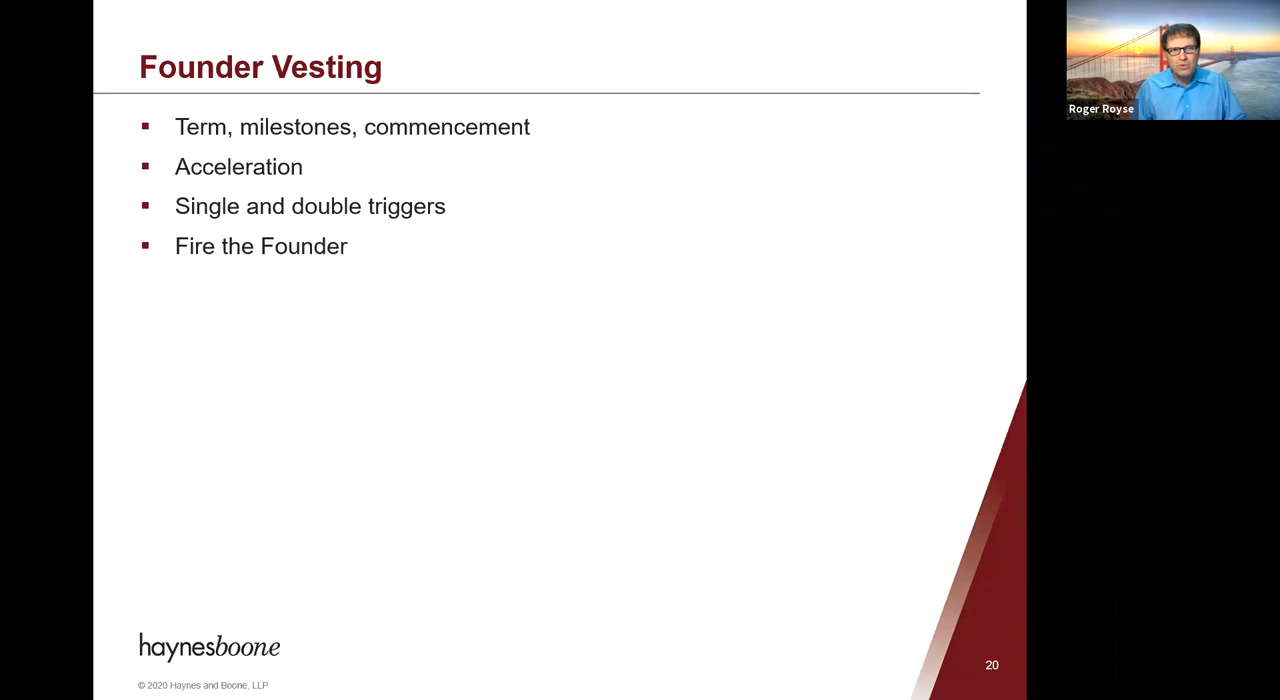 Founder Vesting
Term, milestones, commencement
Acceleration
Single and double triggers
Fire the Founder
haynesboone
© 2020 Haynes and Boone, LLP
20
Roger Royse